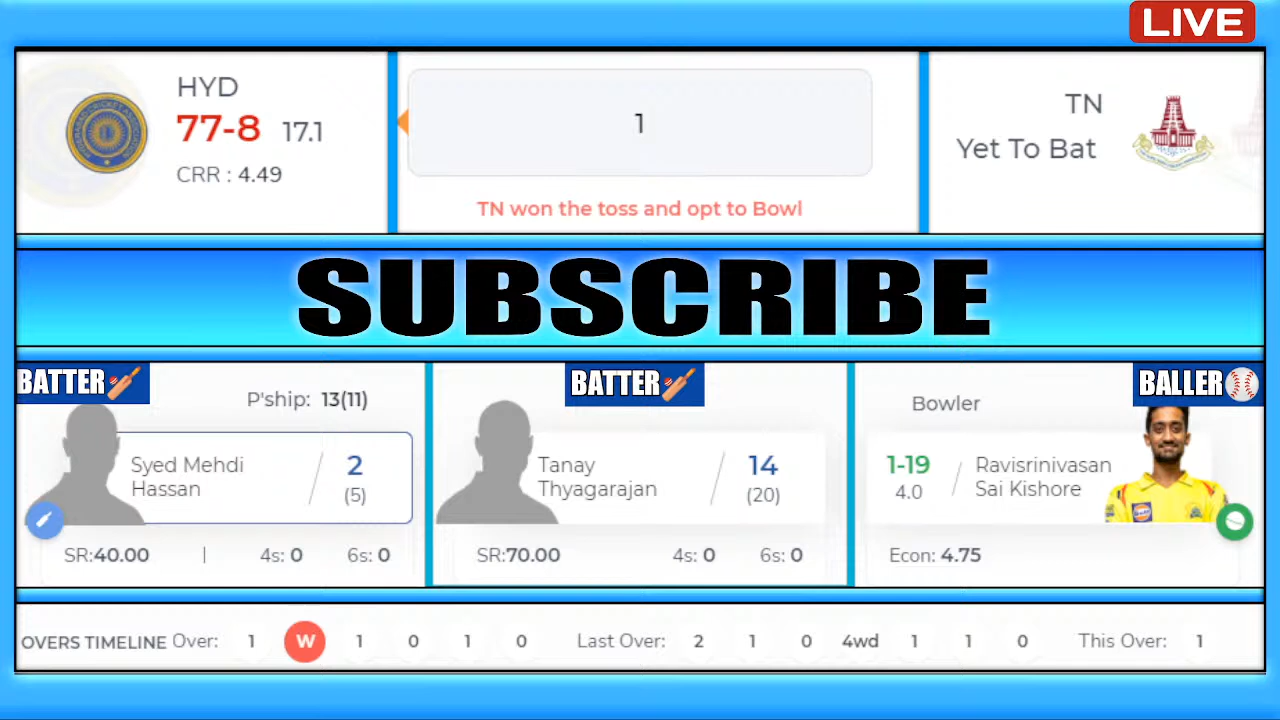 LIVE
HYD
77-8 17.1
CRR : 4.49
1
TN won the toss and opt to Bowl
TN
Yet To Bat
SUBSCRIBE
BATTER
P'ship: 13(11)
Syed Mehdi
Hassan
2
(5)
SR:40.00 | 4s: 0 6s: 0
BATTER
Tanay
Thyagarajan
14
(20)
SR:70.00 4s: 0 6s: 0
BALLER
Bowler
1-19
4.0
Ravisrinivasan
Sai Kishore
Econ: 4.75
OVERS TIMELINE Over: 1 W 1 0 1 0 Last Over: 2 1 0 4wd 1 1 0 This Over: 1